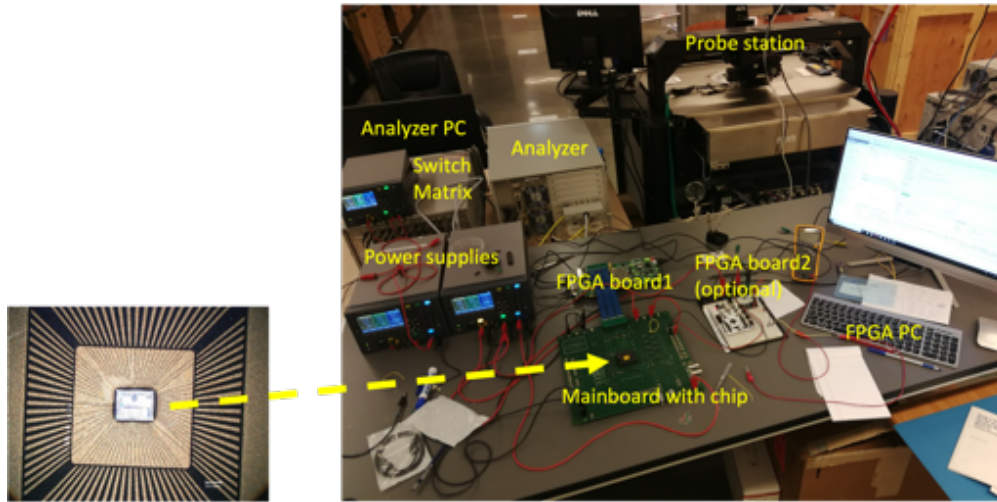 DELL
Probe station
Analyzer PC
Analyzer
Switch
Matrix
Power supplies
FPGA board1
FPGA board2
(optional)
FPGA PC
Mainboard with chip